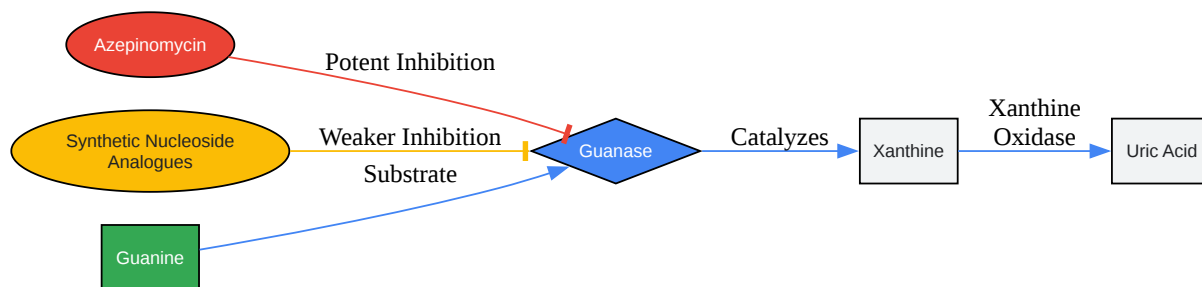 Azepinomycin
Potent Inhibition
Synthetic Nucleoside
Analogues
Weaker Inhibition
Substrate
Guanine
Guanase
Catalyzes
Xanthine
Xanthine
Oxidase
Uric Acid